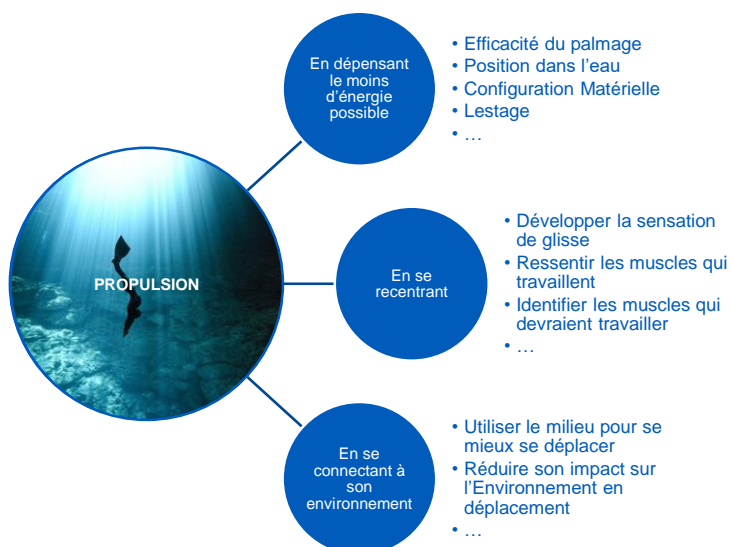 PROPULSION
En dépensant
le moins
d'énergie
possible
• Efficacité du palmage
• Position dans l'eau
• Configuration Matérielle
• Lestage
• …
En se
recentrant
• Développer la sensation
de glisse
• Ressentir les muscles qui
travaillent
• Identifier les muscles qui
devraient travailler
• …
En se
connectant à
son
environnement
• Utiliser le milieu pour se
mieux se déplacer
• Réduire son impact sur
l'Environnement en
déplacement
• …